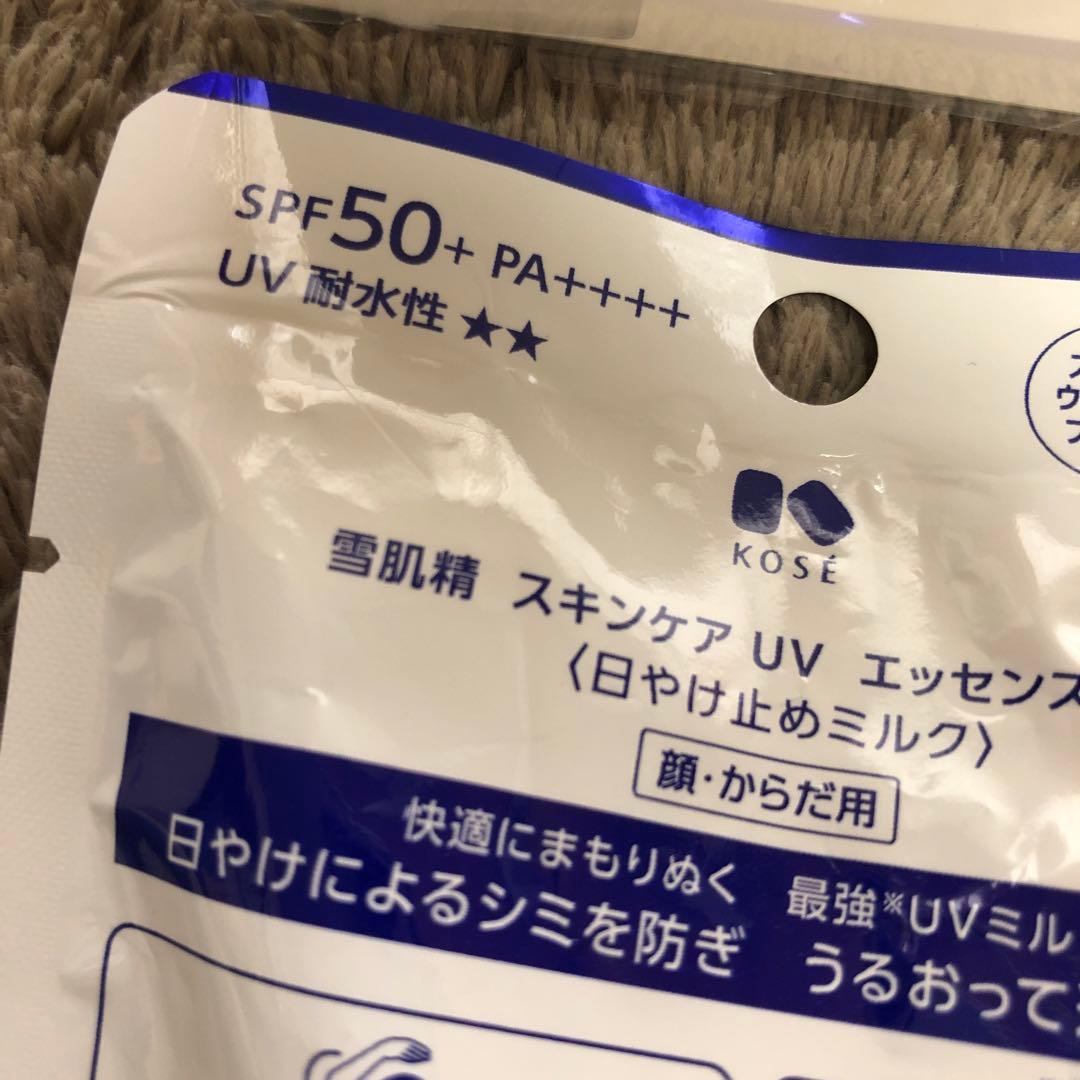 SPF50+ PA++++
UV 耐水性 ★★
KOSÉ
雪肌精 スキンケア UV エッセンス
〈日やけ止めミルク〉
顔・からだ用
快適にまもりぬく 最強※UVミル
日やけによるシミを防ぎ うるおって